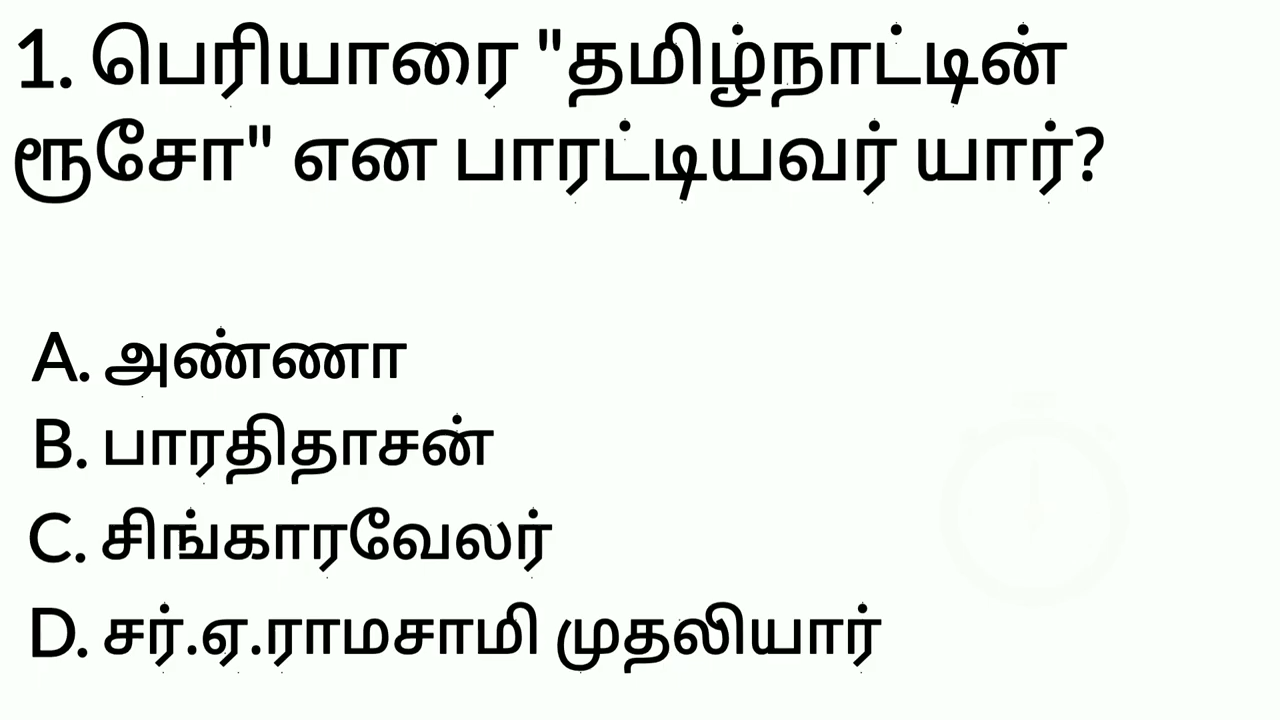 1. பெரியாரை "தமிழ்நாட்டின்
ரூசோ" என பாரட்டியவர் யார்?
A. அண்ணா
B. பாரதிதாசன்
C. சிங்காரவேலர்
D. சர்.ஏ.ராமசாமி முதலியார்